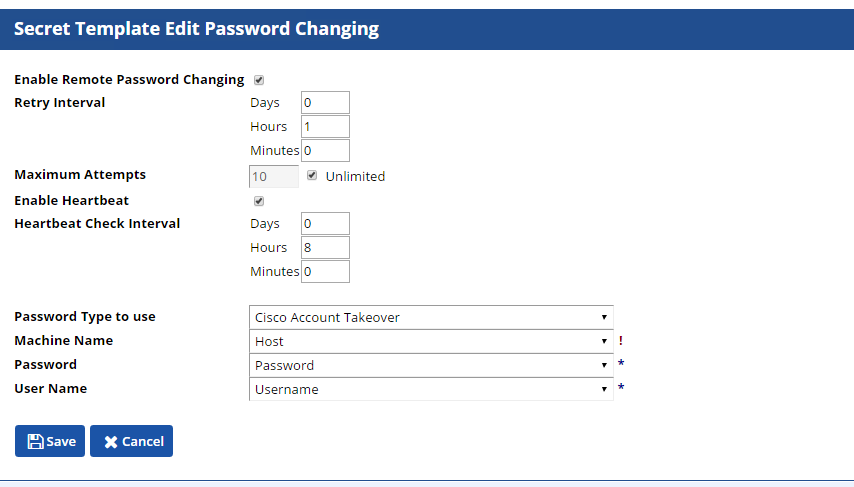 Secret Template Edit Password Changing
Enable Remote Password Changing
Retry Interval Days 0
Hours 1
Minutes 0
Maximum Attempts 10 Unlimited
Enable Heartbeat
Heartbeat Check Interval Days 0
Hours 8
Minutes 0
Password Type to use Cisco Account Takeover
Machine Name Host !
Password Password *
User Name Username *
Save Cancel